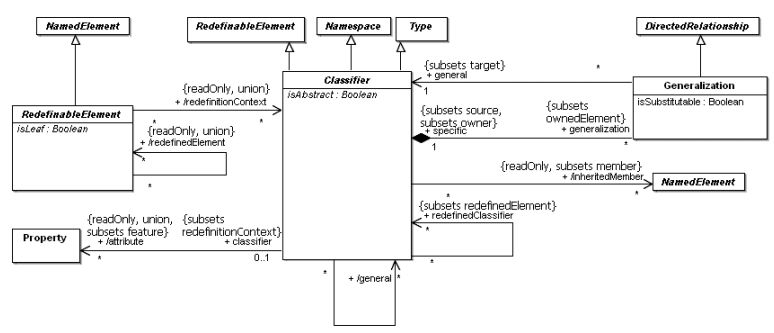 NamedElement
RedefinableElement
Namespace
Type
DirectedRelationship
RedefinableElement
isLeaf : Boolean
{readOnly, union}
+ /redefinitionContext
*
*
{readOnly, union}
+ /redefinedElement
*
*
Classifier
isAbstract : Boolean
{subsets target}
+ general
1
*
{subsets source,
subsets owner}
+ specific
1
{subsets
ownedElement}
+ generalization
*
Generalization
isSubstitutable : Boolean
{readOnly, subsets member}
+ /inheritedMember
*
*
NamedElement
{subsets redefinedElement}
+ redefinedClassifier
*
*
Property
{readOnly, union,
subsets feature}
+ /attribute
*
{subsets
redefinitionContext}
+ classifier
0..1
*
+ /general
*